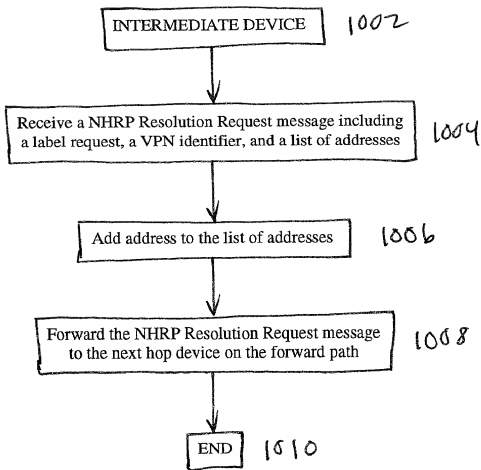 INTERMEDIATE DEVICE 1002
Receive a NHRP Resolution Request message including
a label request, a VPN identifier, and a list of addresses
1004
Add address to the list of addresses 1006
Forward the NHRP Resolution Request message
to the next hop device on the forward path
1008
END 1010